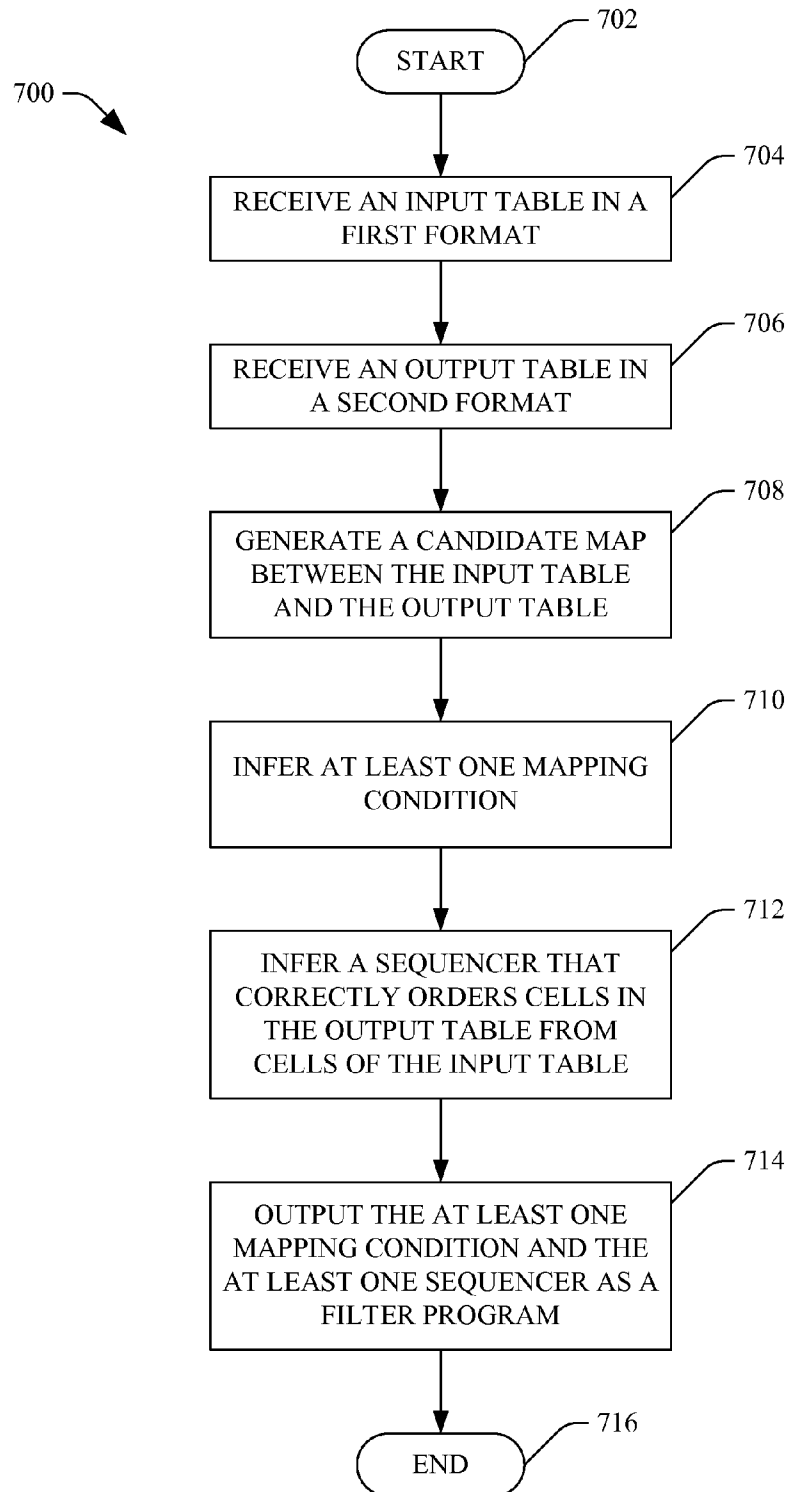 702
START
700
704
RECEIVE AN INPUT TABLE IN A
FIRST FORMAT
706
RECEIVE AN OUTPUT TABLE IN
A SECOND FORMAT
708
GENERATE A CANDIDATE MAP
BETWEEN THE INPUT TABLE
AND THE OUTPUT TABLE
710
INFER AT LEAST ONE MAPPING
CONDITION
712
INFER A SEQUENCER THAT
CORRECTLY ORDERS CELLS IN
THE OUTPUT TABLE FROM
CELLS OF THE INPUT TABLE
714
OUTPUT THE AT LEAST ONE
MAPPING CONDITION AND THE
AT LEAST ONE SEQUENCER AS A
FILTER PROGRAM
716
END